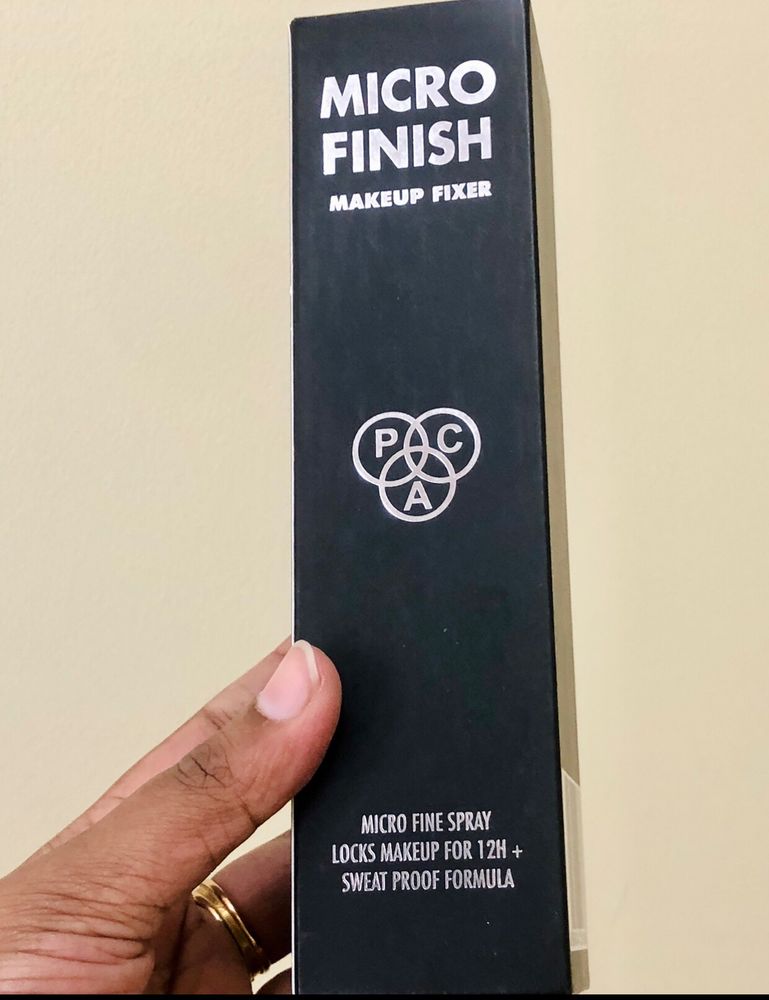 MICRO
FINISH
MAKEUP FIXER
P C
A
MICRO FINE SPRAY
LOCKS MAKEUP FOR 12H +
SWEAT PROOF FORMULA